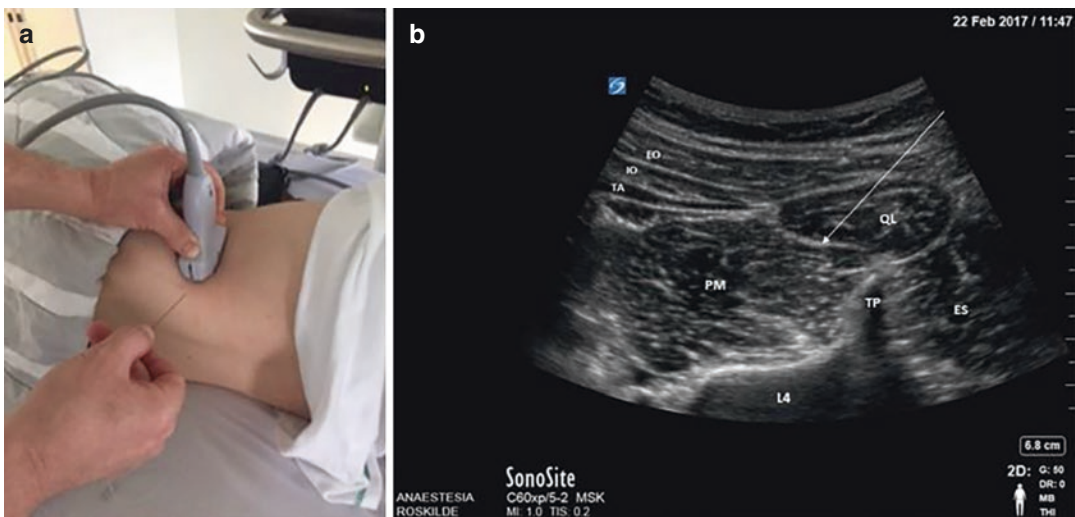 a
b
22 Feb 2017 / 11:47
EO
IO
TA
QL
PM
TP
ES
L4
6.8 cm
SonoSite
2D: G: 50
DR: 0
MB
THI
ANAESTESIA
ROSKILDE
C60xp/5-2 MSK
MI: 1.0 TIS: 0.2